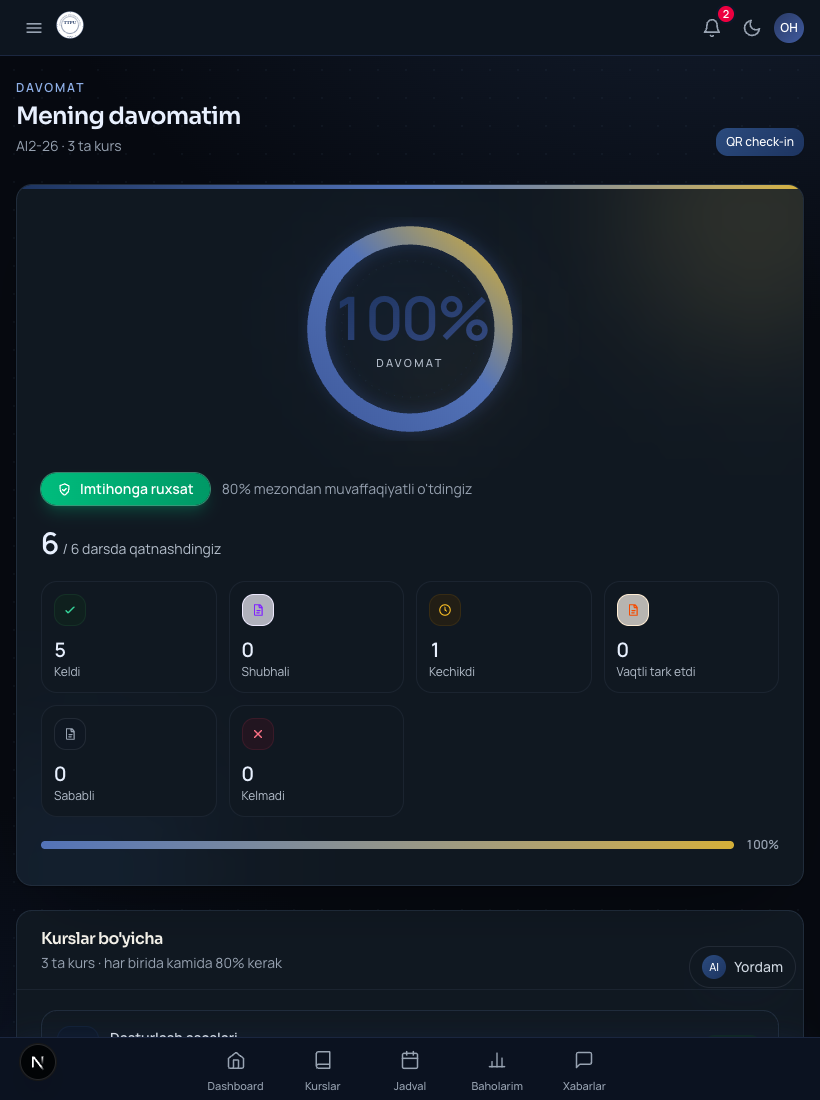 TTPU
2
OH
DAVOMAT
Mening davomatim
AI2-26 · 3 ta kurs
QR check-in
100%
DAVOMAT
Imtihonga ruxsat
80% mezondan muvaffaqiyatli o'tdingiz
6 / 6 darsda qatnashdingiz
5
Keldi
0
Shubhali
1
Kechikdi
0
Vaqtli tark etdi
0
Sababli
0
Kelmadi
100%
Kurslar bo'yicha
3 ta kurs · har birida kamida 80% kerak
AI Yordam
Dasturlash asoslari
N
Dashboard
Kurslar
Jadval
Baholarim
Xabarlar